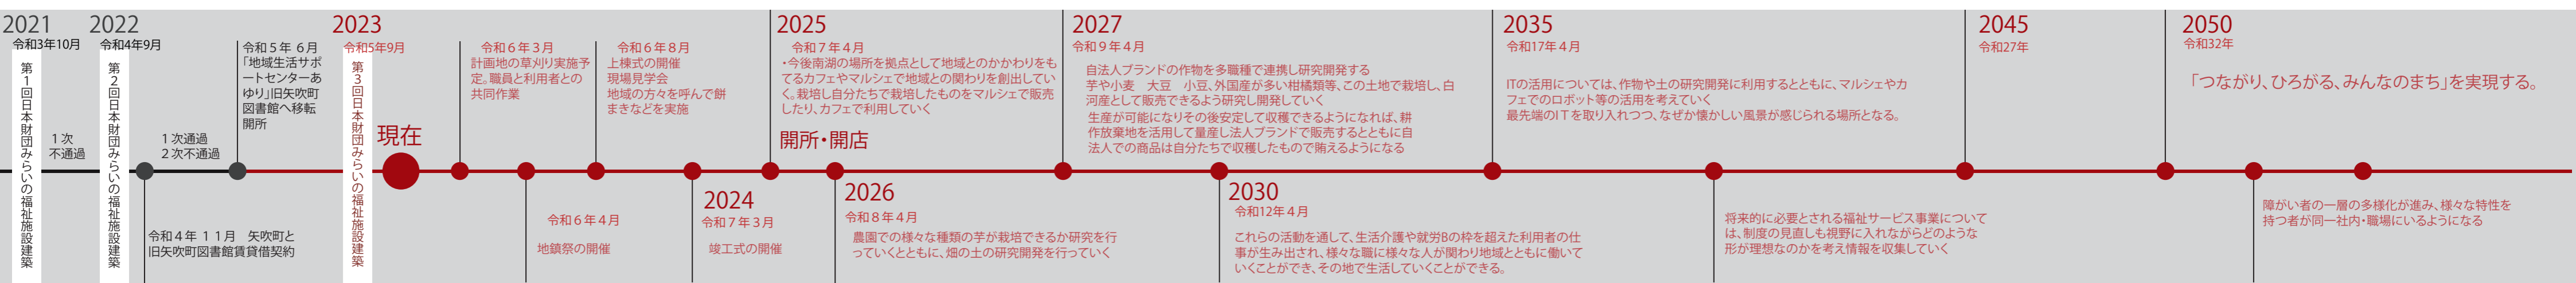 2021
令和3年10月
第1回日本財団みらいの福祉施設建築
１次
不通過
2022
令和4年9月
第2回日本財団みらいの福祉施設建築
令和４年 １１月　矢吹町と
旧矢吹町図書館賃貸借契約
１次通過
２次不通過
令和５年 ６月
「地域生活サポ
ートセンターあ
ゆり」旧矢吹町
図書館へ移転
開所
2023
令和5年9月
第3回日本財団みらいの福祉施設建築
現在
令和６年３月
計画地の草刈り実施予
定。職員と利用者との
共同作業
令和６年４月
地鎮祭の開催
令和６年８月
上棟式の開催
現場見学会
地域の方々を呼んで餅
まきなどを実施
2024
令和７年３月
竣工式の開催
2025
令和７年４月
・今後南湖の場所を拠点として地域とのかかわりをも
てるカフェやマルシェで地域との関わりを創出してい
く。栽培し自分たちで栽培したものをマルシェで販売
したり、カフェで利用していく
開所・開店
2026
令和８年４月
農園での様々な種類の芋が栽培できるか研究を行
っていくとともに、畑の土の研究開発を行っていく
2027
令和９年４月
自法人ブランドの作物を多職種で連携し研究開発する
芋や小麦　大豆　小豆、外国産が多い柑橘類等、この土地で栽培し、白
河産として販売できるよう研究し開発していく
生産が可能になりその後安定して収穫できるようになれば、耕
作放棄地を活用して量産し法人ブランドで販売するとともに自
法人での商品は自分たちで収穫したもので賄えるようになる
2030
令和12年４月
これらの活動を通して、生活介護や就労Bの枠を超えた利用者の仕
事が生み出され、様々な職に様々な人が関わり地域とともに働いて
いくことができ、その地で生活していくことができる。
2035
令和17年４月
ITの活用については、作物や土の研究開発に利用するとともに、マルシェやカ
フェでのロボット等の活用を考えていく
最先端のＩＴを取り入れつつ、なぜか懐かしい風景が感じられる場所となる。
将来的に必要とされる福祉サービス事業について
は、制度の見直しも視野に入れながらどのような
形が理想なのかを考え情報を収集していく
2045
令和27年
2050
令和32年
「つながり、ひろがる、みんなのまち」を実現する。
障がい者の一層の多様化が進み、様々な特性を
持つ者が同一社内・職場にいるようになる